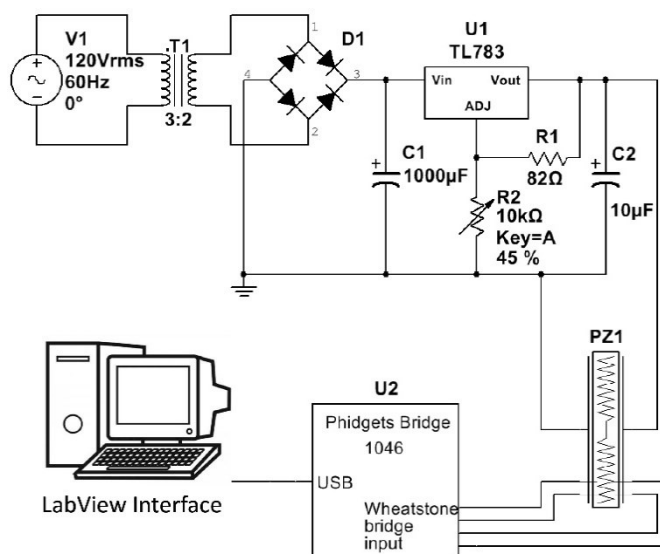 V1
120Vrms
60Hz
0°
T1
3:2
1
D1
4
3
2
U1
TL783
Vin
Vout
ADJ
R1
82Ω
C1
1000µF
C2
10µF
R2
10kΩ
Key=A
45 %
PZ1
U2
Phidgets Bridge
1046
USB
Wheatstone
bridge
input
LabView Interface